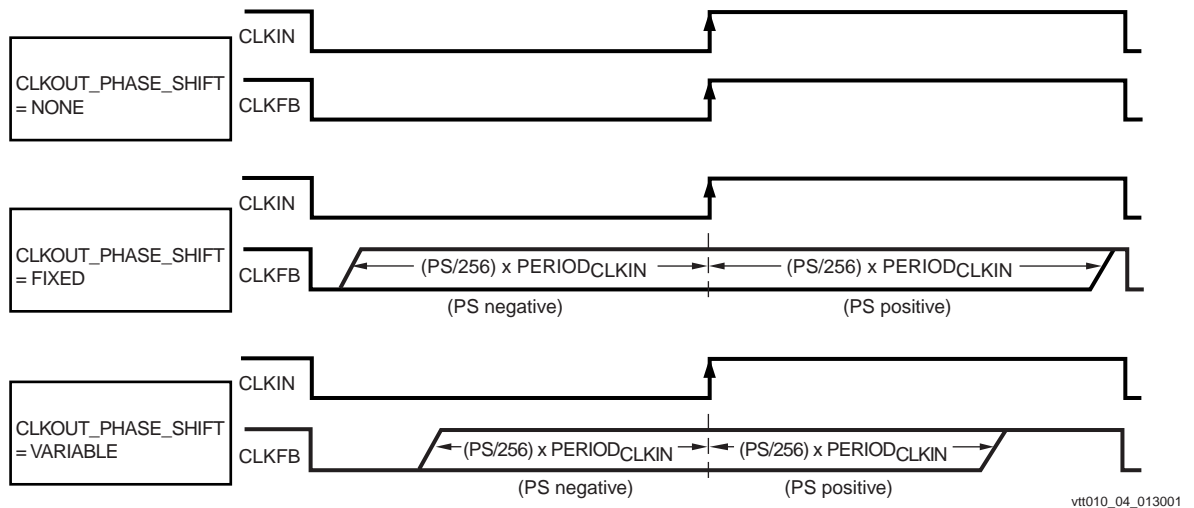 CLKIN
CLKOUT_PHASE_SHIFT
= NONE
CLKFB
CLKIN
CLKOUT_PHASE_SHIFT
= FIXED
CLKFB
(PS/256) x PERIODCLKIN
(PS/256) x PERIODCLKIN
(PS negative)
(PS positive)
CLKIN
CLKOUT_PHASE_SHIFT
= VARIABLE
CLKFB
(PS/256) x PERIODCLKIN
(PS/256) x PERIODCLKIN
(PS negative)
(PS positive)
vtt010_04_013001